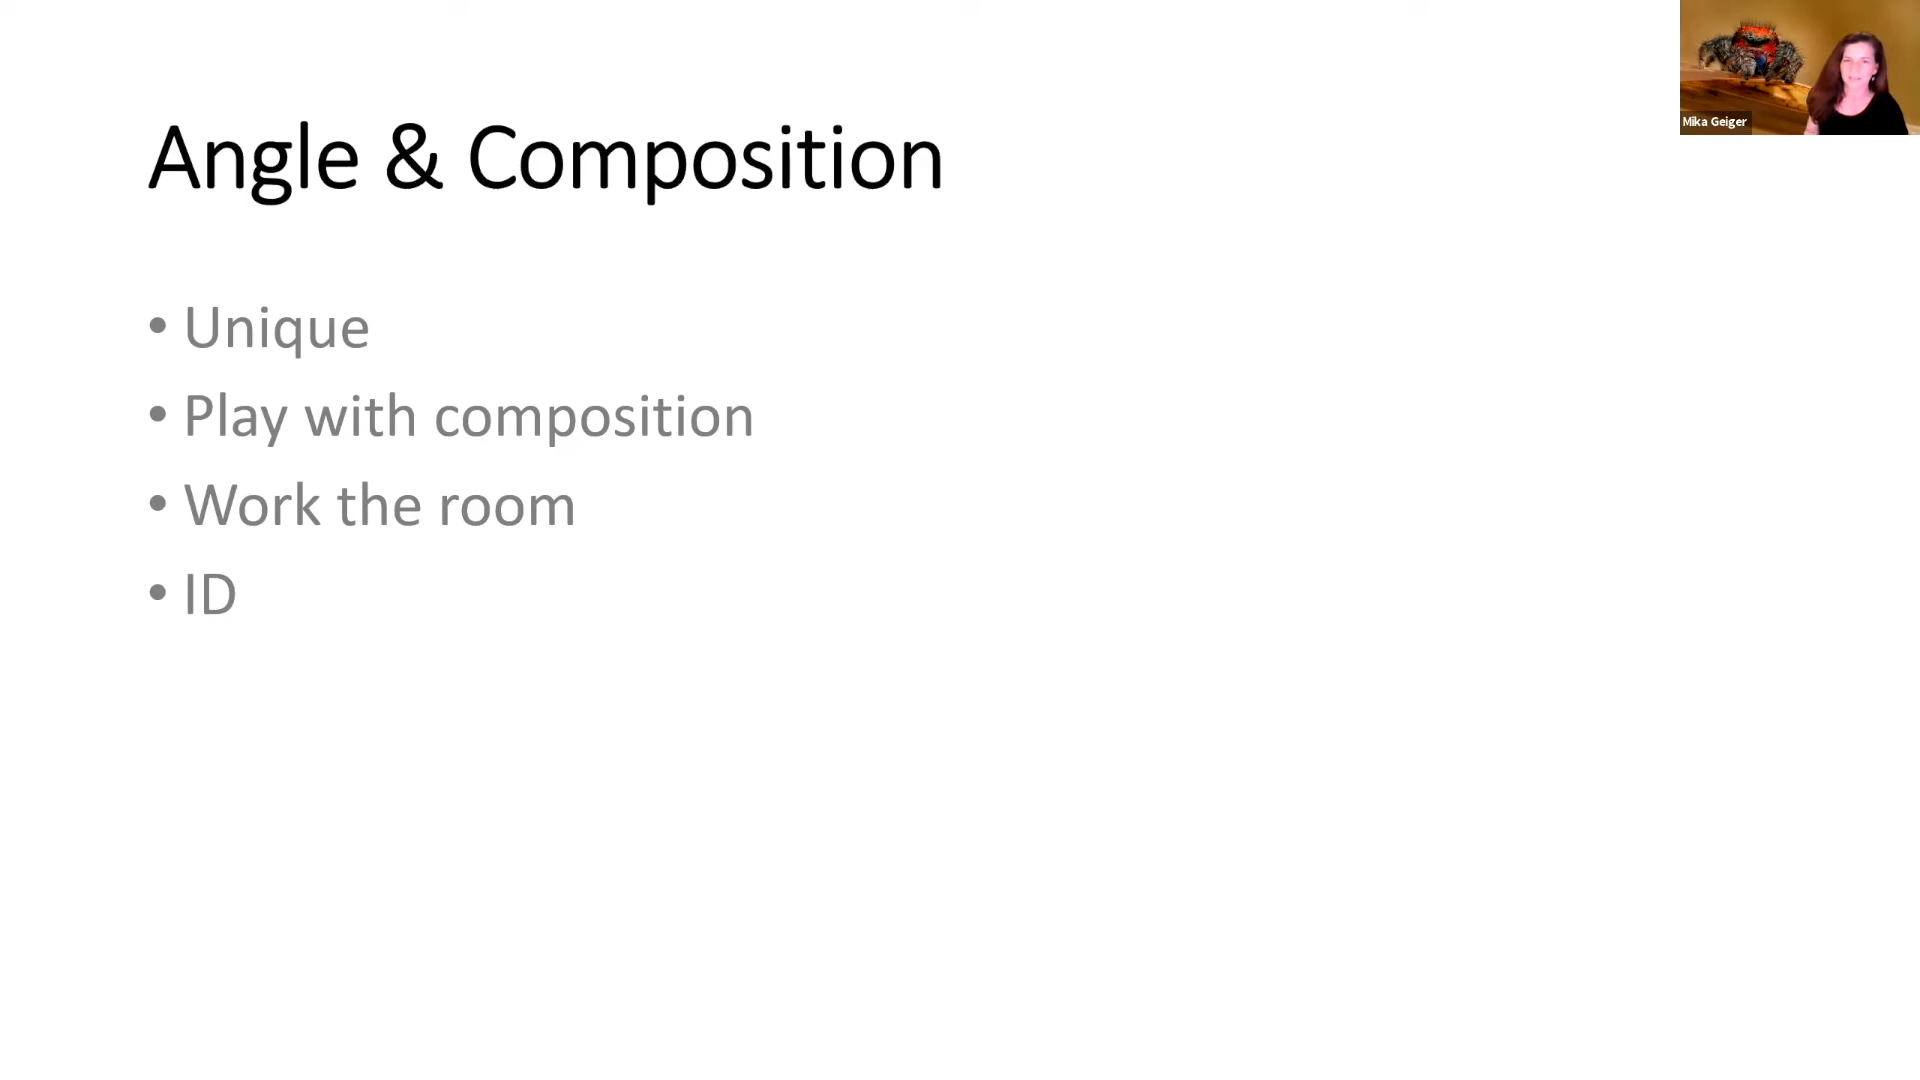 Mika Geiger
Angle & Composition
• Unique
• Play with composition
• Work the room
• ID